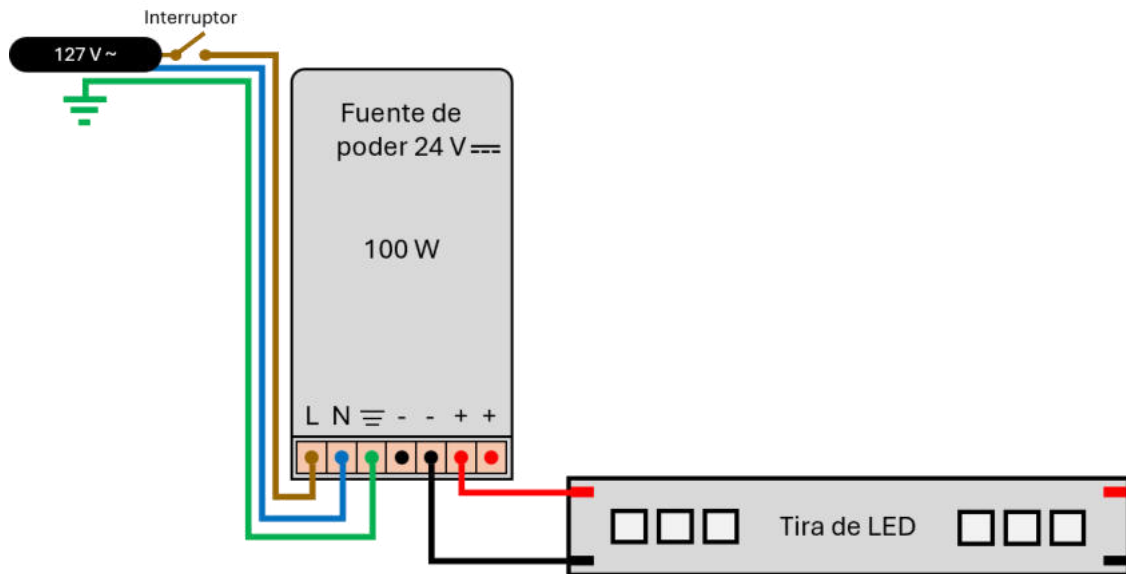 Interruptor
127 V ~
Fuente de
poder 24 V ⎓
100 W
L N ⏚ - - + +
Tira de LED